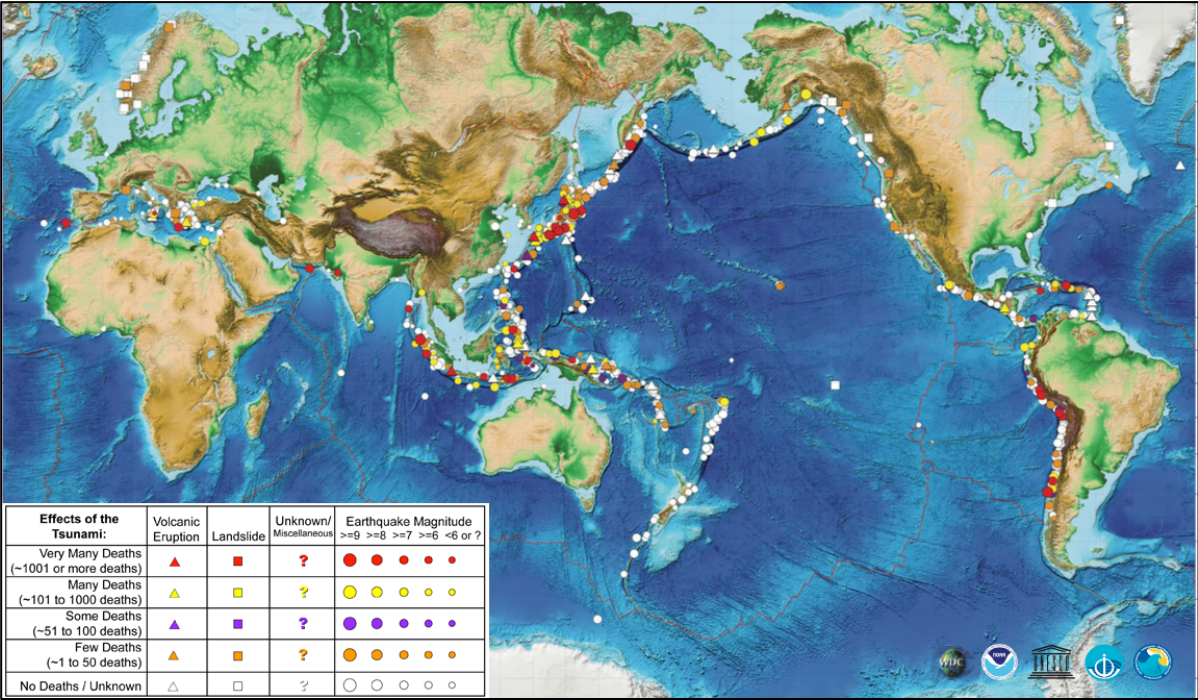 Effects of the
Tsunami:
Volcanic
Eruption
Landslide
Unknown/
Miscellaneous
Earthquake Magnitude
>=9 >=8 >=7 >=6 <6 or ?
Very Many Deaths
(~1001 or more deaths)
?
Many Deaths
(~101 to 1000 deaths)
?
Some Deaths
(~51 to 100 deaths)
?
Few Deaths
(~1 to 50 deaths)
?
No Deaths / Unknown
?
WDC
NOAA